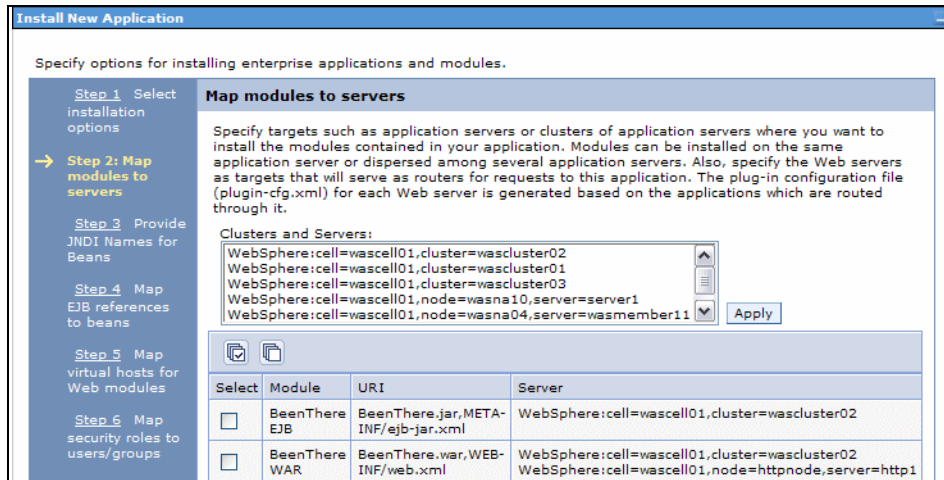 Install New Application
Specify options for installing enterprise applications and modules.
Step 1 Select
installation
options
Step 2: Map
modules to
servers
Step 3 Provide
JNDI Names for
Beans
Step 4 Map
EJB references
to beans
Step 5 Map
virtual hosts for
Web modules
Step 6 Map
security roles to
users/groups
Map modules to servers
Specify targets such as application servers or clusters of application servers where you want to
install the modules contained in your application. Modules can be installed on the same
application server or dispersed among several application servers. Also, specify the Web servers
as targets that will serve as routers for requests to this application. The plug-in configuration file
(plugin-cfg.xml) for each Web server is generated based on the applications which are routed
through it.
Clusters and Servers:
WebSphere:cell=wascell01,cluster=wascluster02
WebSphere:cell=wascell01,cluster=wascluster01
WebSphere:cell=wascell01,cluster=wascluster03
WebSphere:cell=wascell01,node=wasna10,server=server1
WebSphere:cell=wascell01,node=wasna04,server=wasmember11
Apply
Select Module URI Server
BeenThere BeenThere.jar,META- WebSphere:cell=wascell01,cluster=wascluster02
EJB INF/ejb-jar.xml
BeenThere BeenThere.war,WEB- WebSphere:cell=wascell01,cluster=wascluster02
WAR INF/web.xml WebSphere:cell=wascell01,node=httpnode,server=http1